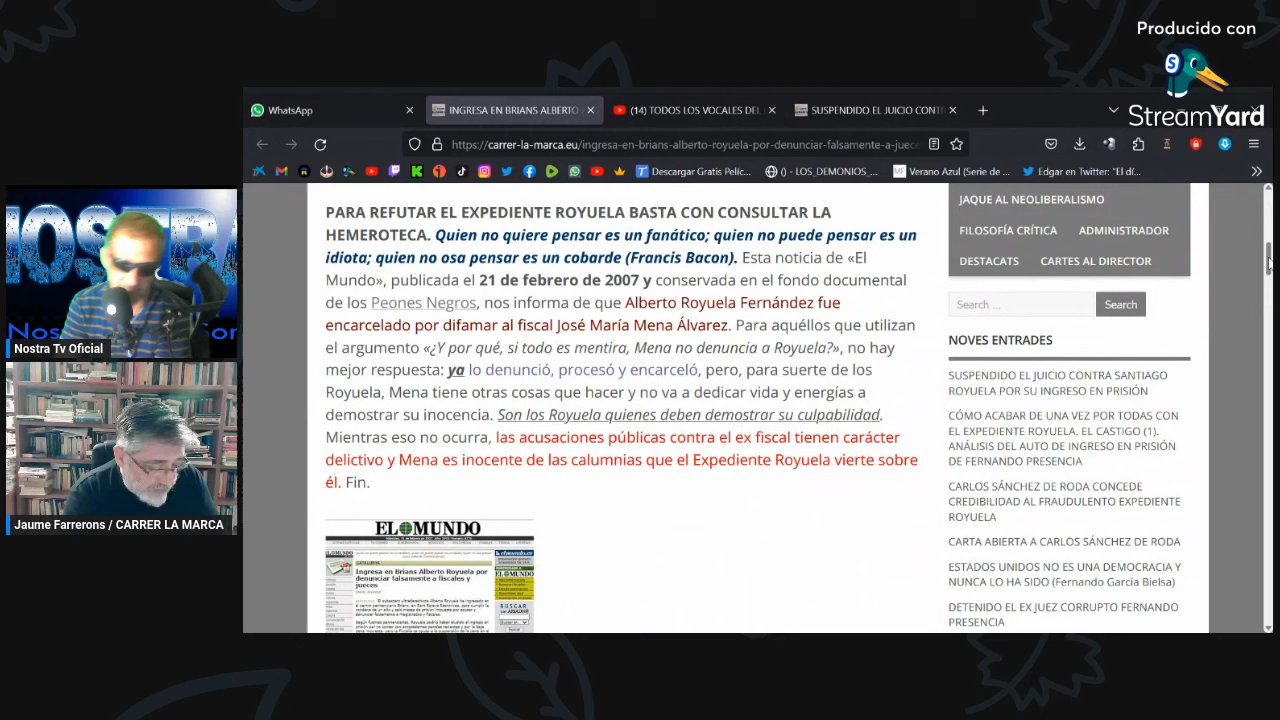 Producido con
StreamYard
WhatsApp
INGRESA EN BRIANS ALBERTO
(14) TODOS LOS VOCALES DEL
SUSPENDIDO EL JUICIO CONT
https://carrer-la-marca.eu/ingresa-en-brians-alberto-royuela-por-denunciar-falsamente-a-juece
Descargar Gratis Pelíc...
() - LOS_DEMONIOS_...
Verano Azul (Serie de ...
Edgar en Twitter: "El dí...
PARA REFUTAR EL EXPEDIENTE ROYUELA BASTA CON CONSULTAR LA
HEMEROTECA. Quien no quiere pensar es un fanático; quien no puede pensar es un
idiota; quien no osa pensar es un cobarde (Francis Bacon). Esta noticia de «El
Mundo», publicada el 21 de febrero de 2007 y conservada en el fondo documental
de los Peones Negros, nos informa de que Alberto Royuela Fernández fue
encarcelado por difamar al fiscal José María Mena Álvarez. Para aquéllos que utilizan
el argumento «¿Y por qué, si todo es mentira, Mena no denuncia a Royuela?», no hay
mejor respuesta: ya lo denunció, procesó y encarceló, pero, para suerte de los
Royuela, Mena tiene otras cosas que hacer y no va a dedicar vida y energías a
demostrar su inocencia. Son los Royuela quienes deben demostrar su culpabilidad.
Mientras eso no ocurra, las acusaciones públicas contra el ex fiscal tienen carácter
delictivo y Mena es inocente de las calumnias que el Expediente Royuela vierte sobre
él. Fin.
EL MUNDO
Ingresa en Brians Alberto Royuela por
denunciar falsamente a fiscales y
jueces
JAQUE AL NEOLIBERALISMO
FILOSOFÍA CRÍTICA ADMINISTRADOR
DESTACATS CARTES AL DIRECTOR
Search ...
Search
NOVES ENTRADES
SUSPENDIDO EL JUICIO CONTRA SANTIAGO
ROYUELA POR SU INGRESO EN PRISIÓN
CÓMO ACABAR DE UNA VEZ POR TODAS CON
EL EXPEDIENTE ROYUELA. EL CASTIGO (1).
ANÁLISIS DEL AUTO DE INGRESO EN PRISIÓN
DE FERNANDO PRESENCIA
CARLOS SÁNCHEZ DE RODA CONCEDE
CREDIBILIDAD AL FRAUDULENTO EXPEDIENTE
ROYUELA
CARTA ABIERTA A CARLOS SÁNCHEZ DE RODA
ESTADOS UNIDOS NO ES UNA DEMOCRACIA Y
NUNCA LO HA SIDO (Fernando García Bielsa)
DETENIDO EL EX JUEZ CORRUPTO FERNANDO
PRESENCIA
Nostra Tv Oficial
Jaume Farrerons / CARRER LA MARCA